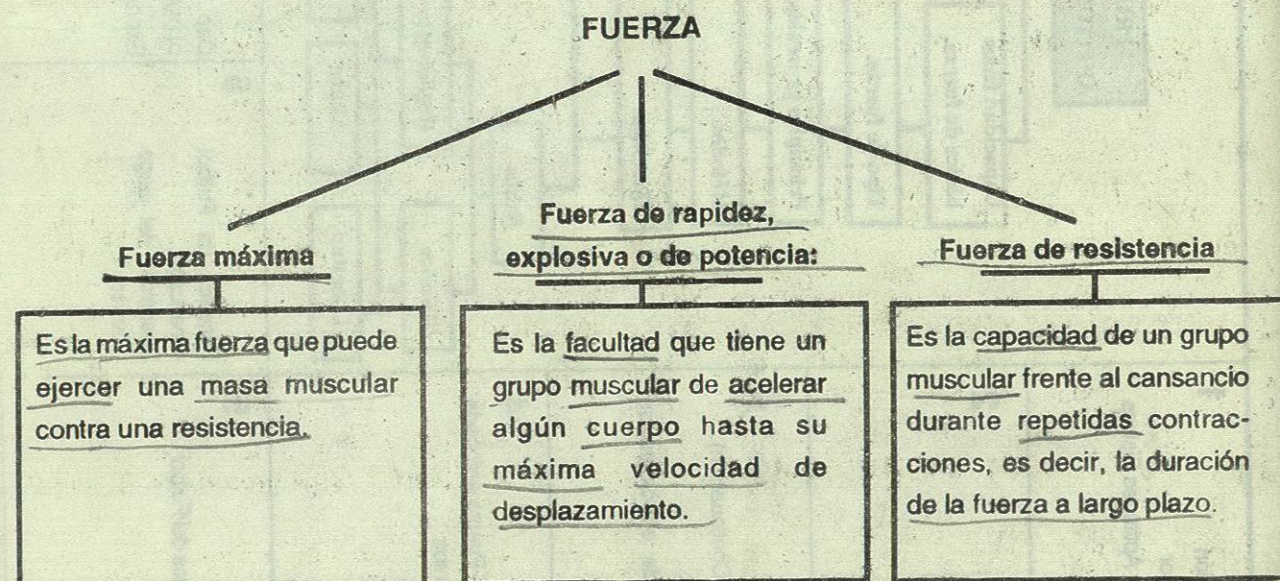 FUERZA
Fuerza máxima
Es la máxima fuerza que puede
ejercer una masa muscular
contra una resistencia.
Fuerza de rapidez,
explosiva o de potencia:
Es la facultad que tiene un
grupo muscular de acelerar
algún cuerpo hasta su
máxima velocidad de
desplazamiento.
Fuerza de resistencia
Es la capacidad de un grupo
muscular frente al cansancio
durante repetidas contrac-
ciones, es decir, la duración
de la fuerza a largo plazo.